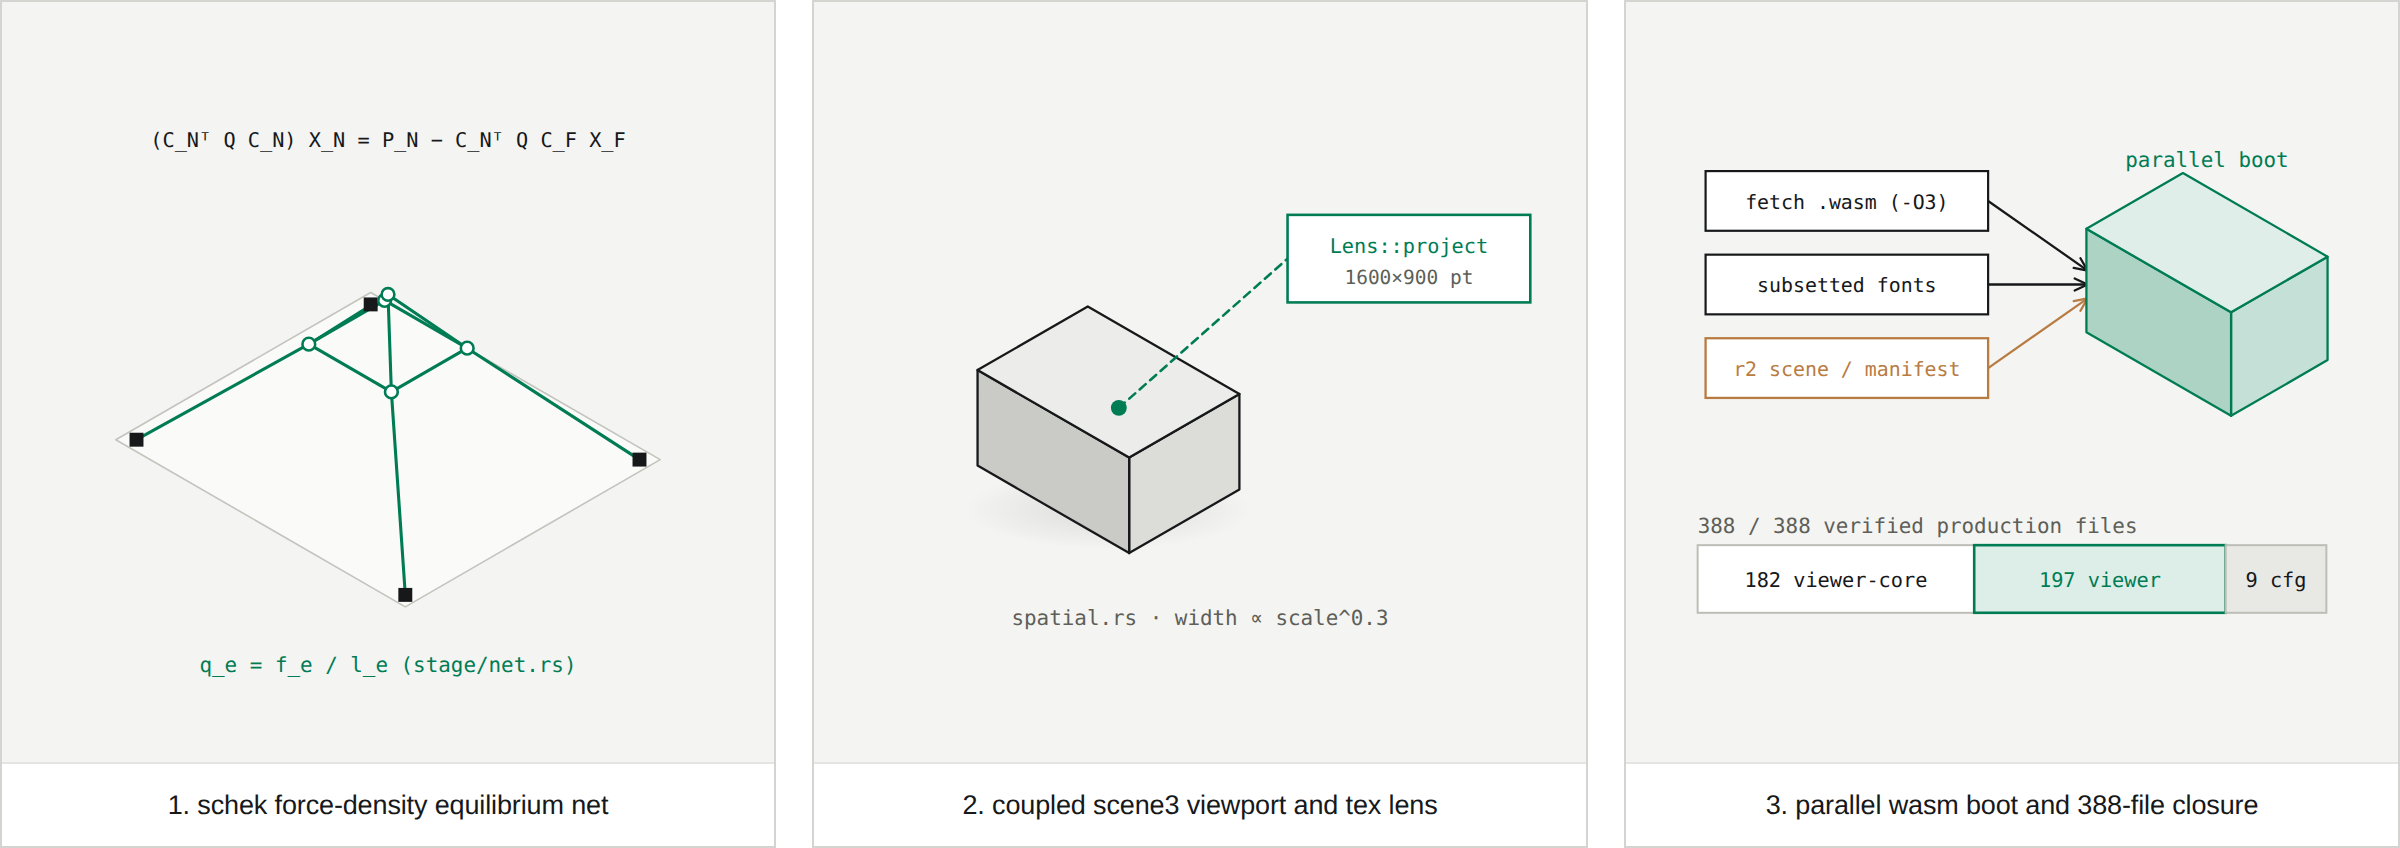 (C_Nᵀ Q C_N) X_N = P_N − C_Nᵀ Q C_F X_F
q_e = f_e / l_e (stage/net.rs)
1. schek force-density equilibrium net
Lens::project
1600×900 pt
spatial.rs · width ∝ scale^0.3
2. coupled scene3 viewport and tex lens
parallel boot
fetch .wasm (-O3)
subsetted fonts
r2 scene / manifest
388 / 388 verified production files
182 viewer-core
197 viewer
9 cfg
3. parallel wasm boot and 388-file closure